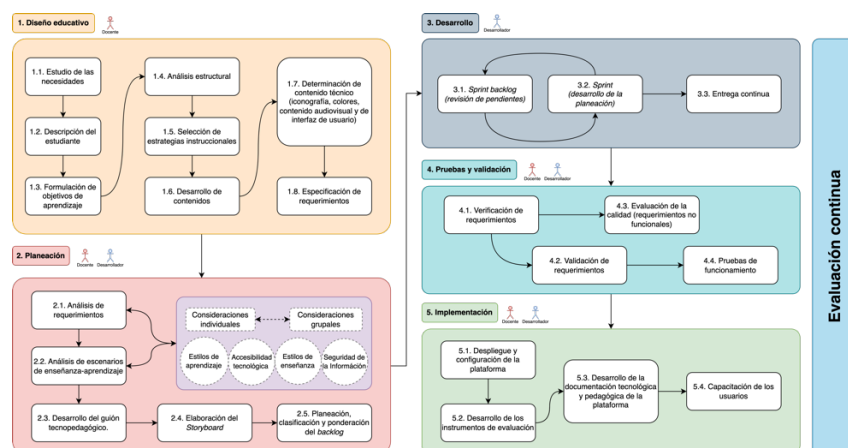 1. Diseño educativo
Docente
1.1. Estudio de las
necesidades
1.2. Descripción del
estudiante
1.3. Formulación de
objetivos de
aprendizaje
1.4. Análisis estructural
1.5. Selección de
estrategias instruccionales
1.6. Desarrollo de
contenidos
1.7. Determinación de
contenido técnico
(iconografía, colores,
contenido audiovisual y de
interfaz de usuario)
1.8. Especificación de
requerimientos
2. Planeación
Docente
Desarrollador
2.1. Análisis de
requerimientos
2.2. Análisis de escenarios
de enseñanza-aprendizaje
2.3. Desarrollo del guión
tecnopedagógico.
2.4. Elaboración del
Storyboard
2.5. Planeación,
clasificación y ponderación
del backlog
Consideraciones
individuales
Consideraciones
grupales
Estilos de
aprendizaje
Accesibilidad
tecnológica
Estilos de
enseñanza
Seguridad de
la Información
3. Desarrollo
Desarrollador
3.1. Sprint backlog
(revisión de pendientes)
3.2. Sprint
(desarrollo de la
planeación)
3.3. Entrega continua
4. Pruebas y validación
Docente
Desarrollador
4.1. Verificación de
requerimientos
4.3. Evaluación de la
calidad (requerimientos no
funcionales)
4.2. Validación de
requerimientos
4.4. Pruebas de
funcionamiento
5. Implementación
Docente
Desarrollador
5.1. Despliegue y
configuración de la
plataforma
5.2. Desarrollo de los
instrumentos de evaluación
5.3. Desarrollo de la
documentación tecnológica
y pedagógica de la
plataforma
5.4. Capacitación de los
usuarios
Evaluación continua